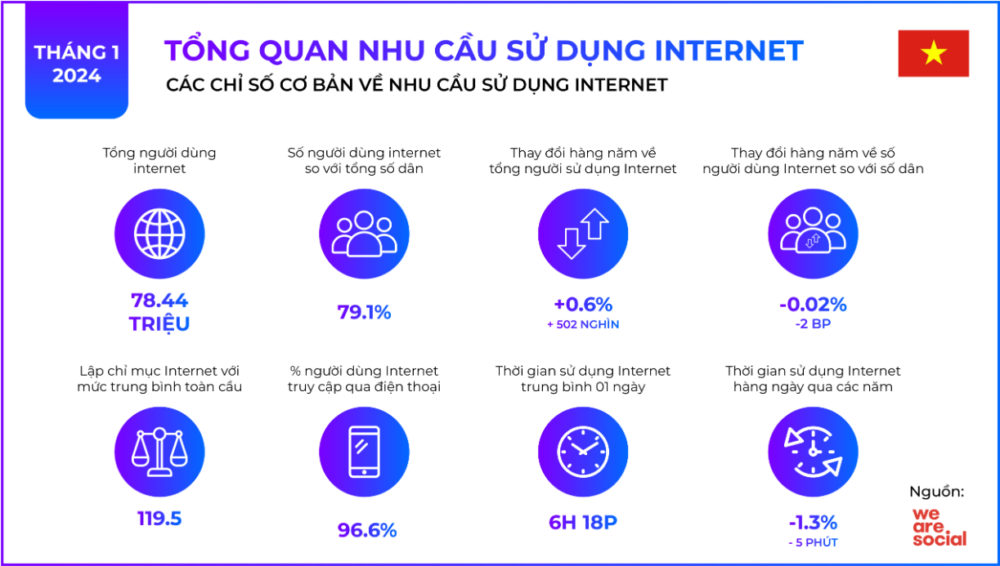 THÁNG 1
2024
TỔNG QUAN NHU CẦU SỬ DỤNG INTERNET
CÁC CHỈ SỐ CƠ BẢN VỀ NHU CẦU SỬ DỤNG INTERNET
Tổng người dùng
internet
78.44
TRIỆU
Số người dùng internet
so với tổng số dân
79.1%
Thay đổi hàng năm về
tổng người sử dụng Internet
+0.6%
+ 502 NGHÌN
Thay đổi hàng năm về số
người dùng Internet so với số dân
-0.02%
-2 BP
Lập chỉ mục Internet với
mức trung bình toàn cầu
119.5
% người dùng Internet
truy cập qua điện thoại
96.6%
Thời gian sử dụng Internet
trung bình 01 ngày
6H 18P
Thời gian sử dụng Internet
hàng ngày qua các năm
-1.3%
- 5 PHÚT
Nguồn:
we
are
social